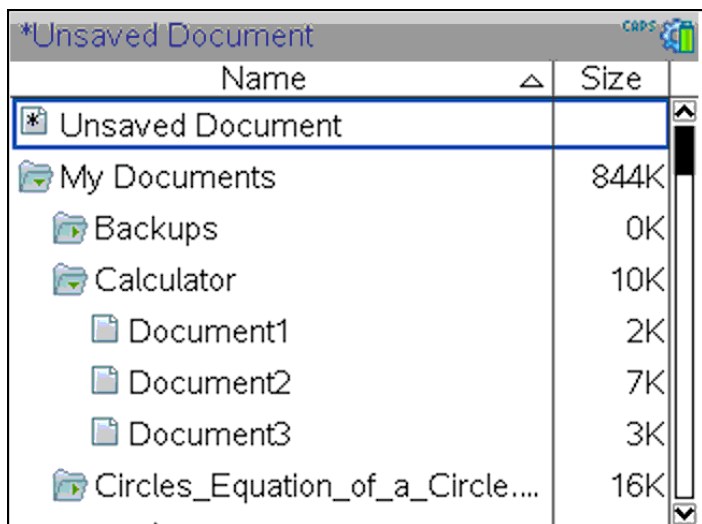 *Unsaved Document CAPS
Name Size
Unsaved Document
My Documents 844K
Backups 0K
Calculator 10K
Document1 2K
Document2 7K
Document3 3K
Circles_Equation_of_a_Circle.... 16K